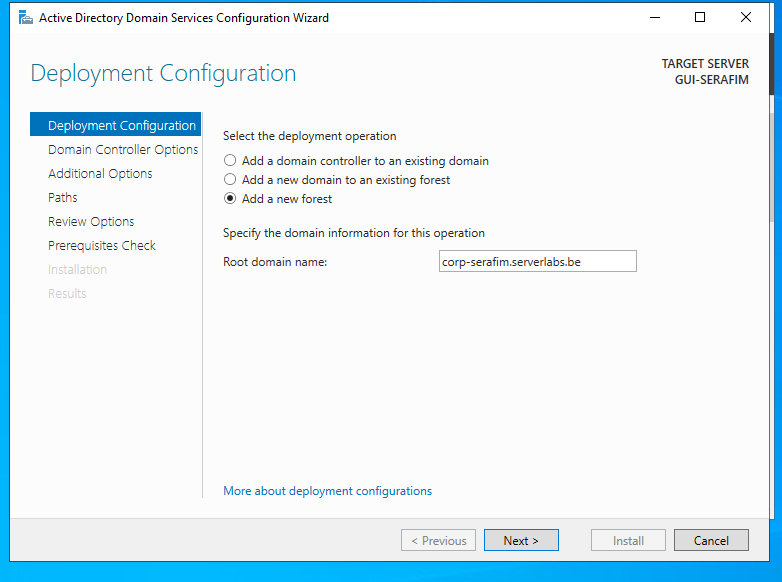 Active Directory Domain Services Configuration Wizard
Deployment Configuration
TARGET SERVER
GUI-SERAFIM
Deployment Configuration
Domain Controller Options
Additional Options
Paths
Review Options
Prerequisites Check
Installation
Results
Select the deployment operation
Add a domain controller to an existing domain
Add a new domain to an existing forest
Add a new forest
Specify the domain information for this operation
Root domain name: corp-serafim.serverlabs.be
More about deployment configurations
< Previous Next > Install Cancel